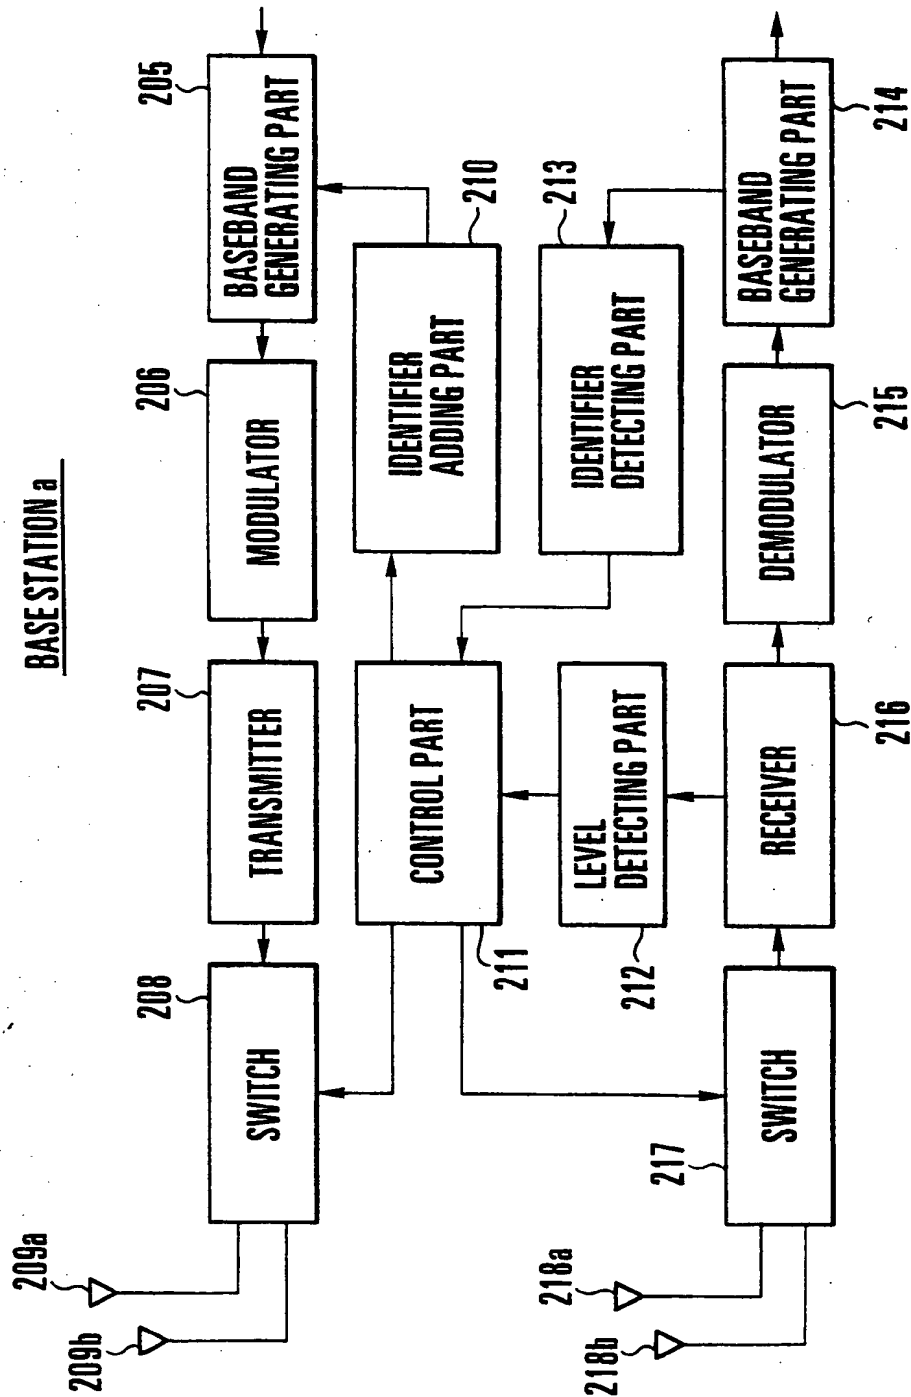 BASE STATION a
205
BASEBAND
GENERATING PART
206
MODULATOR
207
TRANSMITTER
208
SWITCH
209a
209b
210
IDENTIFIER
ADDING PART
211
CONTROL PART
213
IDENTIFIER
DETECTING PART
212
LEVEL
DETECTING PART
214
BASEBAND
GENERATING PART
215
DEMODULATOR
216
RECEIVER
217
SWITCH
218a
218b